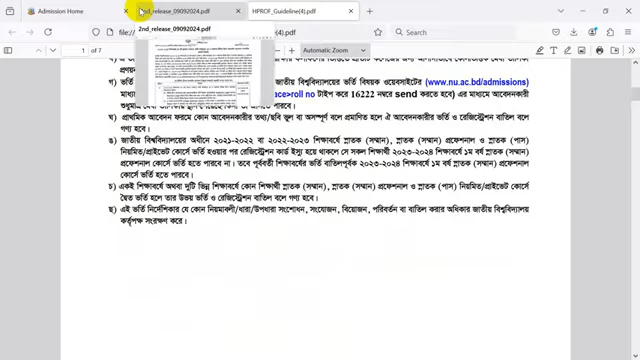 Admission Home
2nd_release_09092024.pdf
HPROF_Guideline(4).pdf
2nd_release_09092024.pdf
file://
(4).pdf
1 of 7
Automatic Zoom
জাতীয় বিশ্ববিদ্যালয়ের ভর্তি বিষয়ক ওয়েবসাইটের (www.nu.ac.bd/admissions)
মাধ্যমে ace>roll no টাইপ করে 16222 নম্বরে send করতে হবে) এর মাধ্যমে আবেদনকারী
ঘ) প্রাথমিক আবেদন ফরমে কোন আবেদনকারীর তথ্য/ছবি ভুল বা অসম্পূর্ণ বলে প্রমাণিত হলে ঐ আবেদনকারীর ভর্তি ও রেজিস্ট্রেশন বাতিল বলে
গণ্য হবে।
ঙ) জাতীয় বিশ্ববিদ্যালয়ের অধীনে ২০২১-২০২২ বা ২০২২-২০২৩ শিক্ষাবর্ষে স্নাতক (সম্মান), স্নাতক (সম্মান) প্রফেশনাল ও স্নাতক (পাস)
নিয়মিত/প্রাইভেট কোর্সে ভর্তি হওয়ার পর রেজিস্ট্রেশন কার্ড ইস্যু হয়ে থাকলে সে সকল শিক্ষার্থী ২০২৩-২০২৪ শিক্ষাবর্ষে ১ম বর্ষ স্নাতক (সম্মান)
প্রফেশনাল কোর্সে ভর্তি হতে পারবে না। তবে পূর্ববর্তী শিক্ষাবর্ষের ভর্তি বাতিলপূর্বক ২০২৩-২০২৪ শিক্ষাবর্ষে ১ম বর্ষ স্নাতক (সম্মান) প্রফেশনাল
কোর্সে ভর্তি হতে পারবে।
চ) একই শিক্ষাবর্ষে অথবা দুটি ভিন্ন শিক্ষাবর্ষে কোন শিক্ষার্থী স্নাতক (সম্মান), স্নাতক (সম্মান) প্রফেশনাল ও স্নাতক (পাস) নিয়মিত/প্রাইভেট কোর্সে
দ্বৈত ভর্তি হলে তার উভয় ভর্তি ও রেজিস্ট্রেশন বাতিল বলে গণ্য হবে।
ছ) এই ভর্তি নির্দেশিকার যে কোন নিয়মাবলী/ধারা/উপধারা সংশোধন, সংযোজন, বিয়োজন, পরিবর্তন বা বাতিল করার অধিকার জাতীয় বিশ্ববিদ্যালয়
কর্তৃপক্ষ সংরক্ষণ করে।